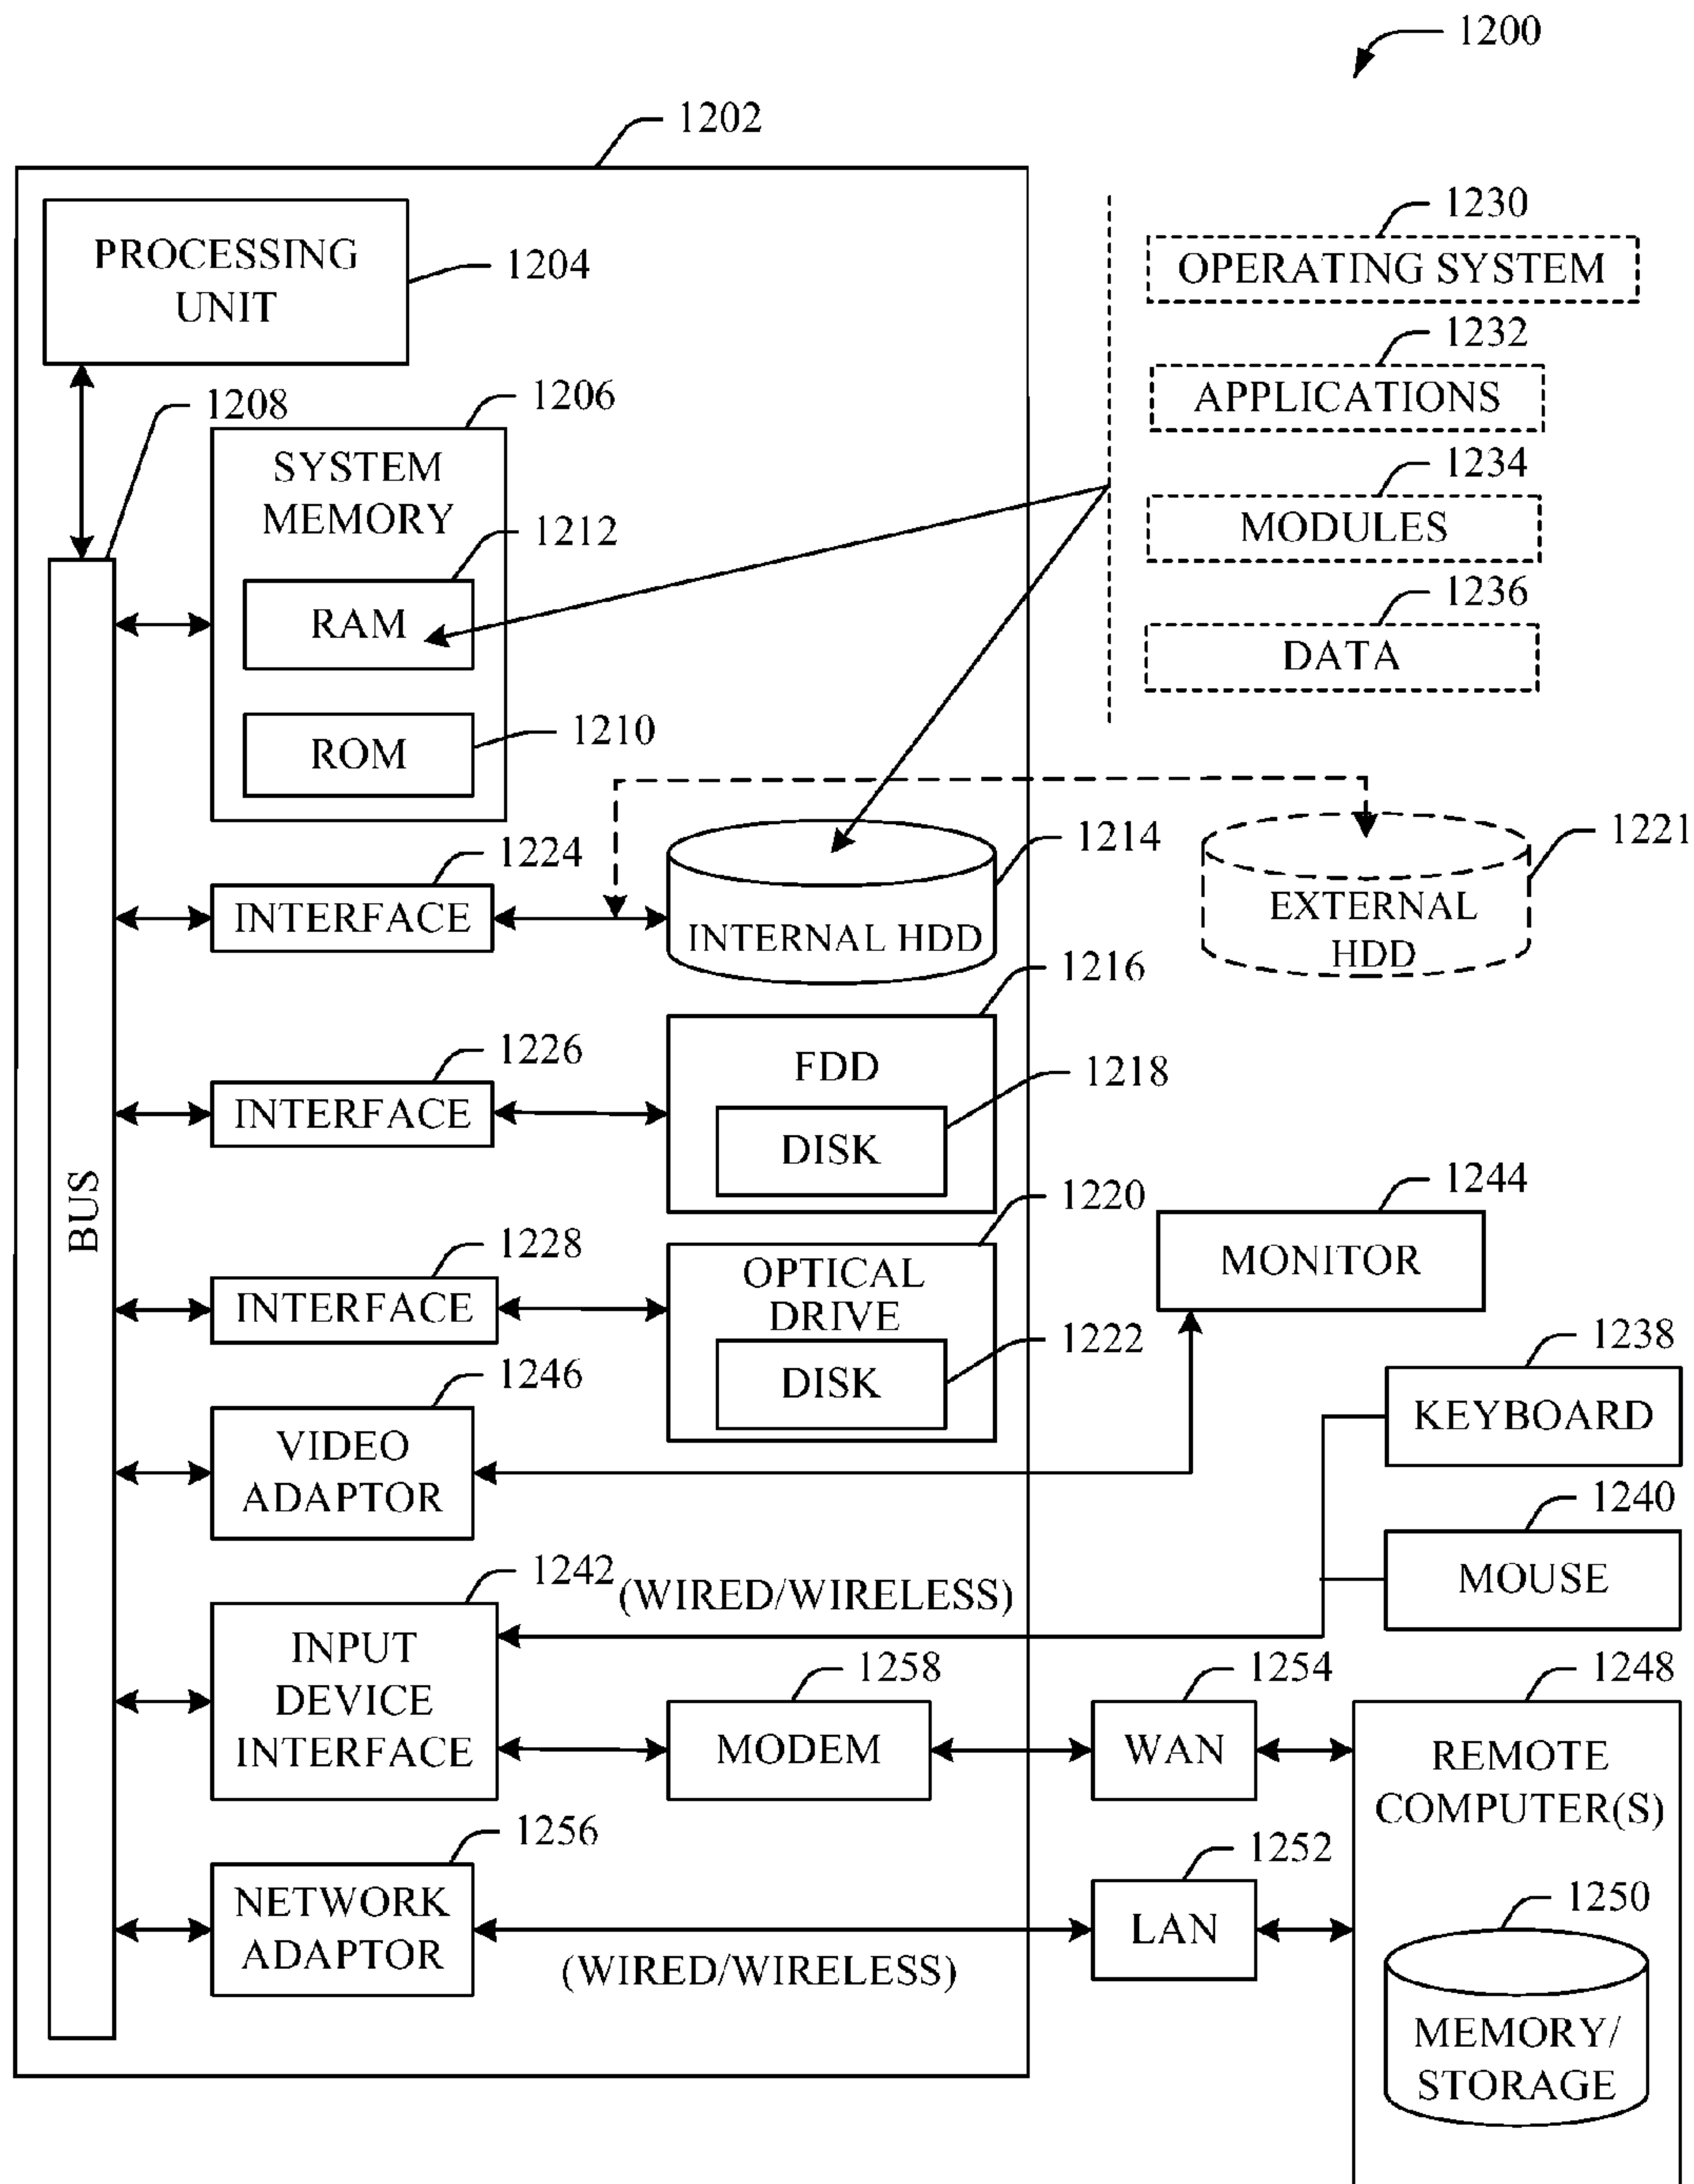 1200
1202
PROCESSING
UNIT
1204
1230
OPERATING SYSTEM
1232
APPLICATIONS
1234
MODULES
1236
DATA
1208
1206
SYSTEM
MEMORY
1212
RAM
1210
ROM
1224
INTERFACE
1214
INTERNAL HDD
1221
EXTERNAL
HDD
1216
FDD
1226
INTERFACE
1218
DISK
BUS
1220
OPTICAL
DRIVE
1228
INTERFACE
1222
DISK
1244
MONITOR
1246
VIDEO
ADAPTOR
1238
KEYBOARD
1240
MOUSE
1242
(WIRED/WIRELESS)
INPUT
DEVICE
INTERFACE
1258
MODEM
1254
WAN
1248
REMOTE
COMPUTER(S)
1256
NETWORK
ADAPTOR
(WIRED/WIRELESS)
1252
LAN
1250
MEMORY/
STORAGE